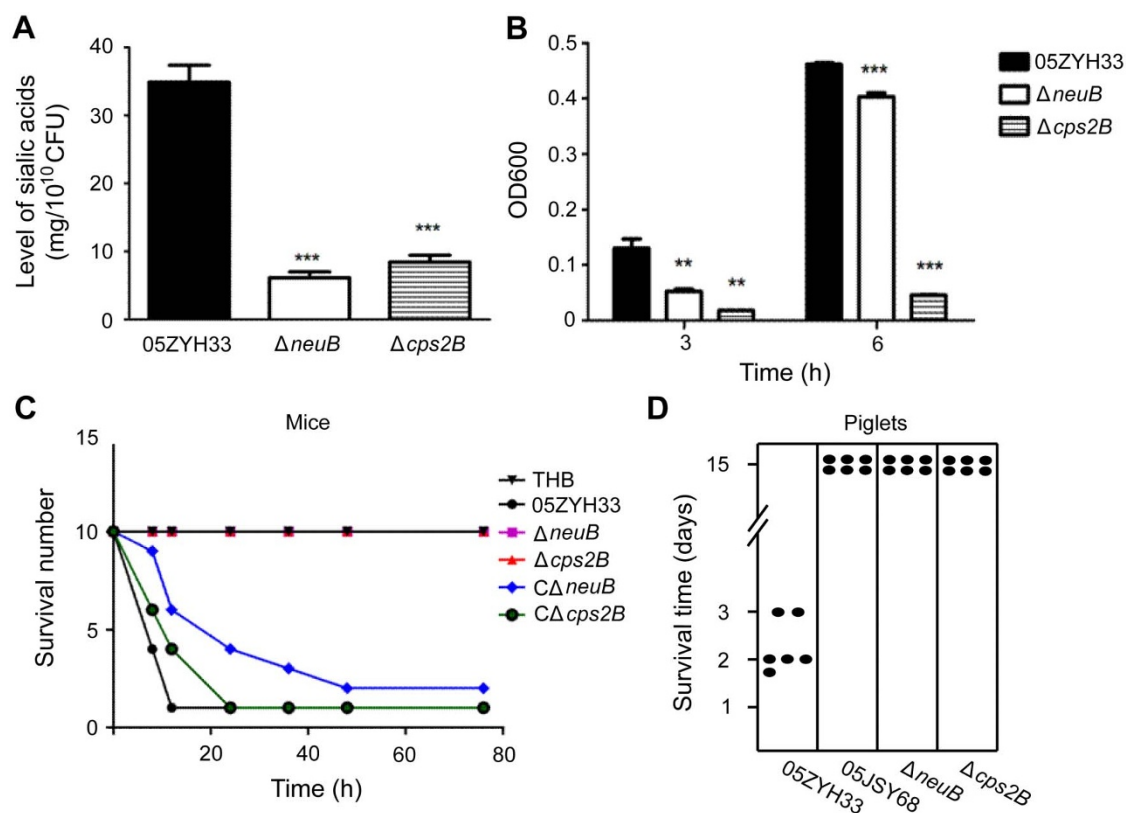 A
Level of sialic acids
(mg/10¹⁰CFU)
40
30
20
10
0
***
***
05ZYH33 ΔneuB Δcps2B
B
OD600
0.5
0.4
0.3
0.2
0.1
0
**
**
***
***
3 6
Time (h)
05ZYH33
ΔneuB
Δcps2B
C
Mice
Survival number
15
10
5
0
20 40 60 80
Time (h)
THB
05ZYH33
ΔneuB
Δcps2B
CΔneuB
CΔcps2B
D
Piglets
Survival time (days)
15
3
2
1
05ZYH33
05JSY68
ΔneuB
Δcps2B